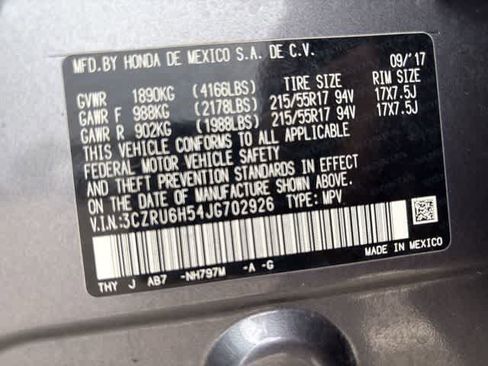 MFD.BY HONDA DE MEXICO S.A. DE C.V. 09/'17
GVWR 1890KG (4166LBS) TIRE SIZE RIM SIZE
GAWR F 988KG (2178LBS) 215/55R17 94V 17X7.5J
GAWR R 902KG (1988LBS) 215/55R17 94V 17X7.5J
THIS VEHICLE CONFORMS TO ALL APPLICABLE
FEDERAL MOTOR VEHICLE SAFETY
AND THEFT PREVENTION STANDARDS IN EFFECT
ON THE DATE OF MANUFACTURE SHOWN ABOVE.
V.I.N:3CZRU6H54JG702926 TYPE: MPV
MADE IN MEXICO
THY J AB7 -NH797M -A -G